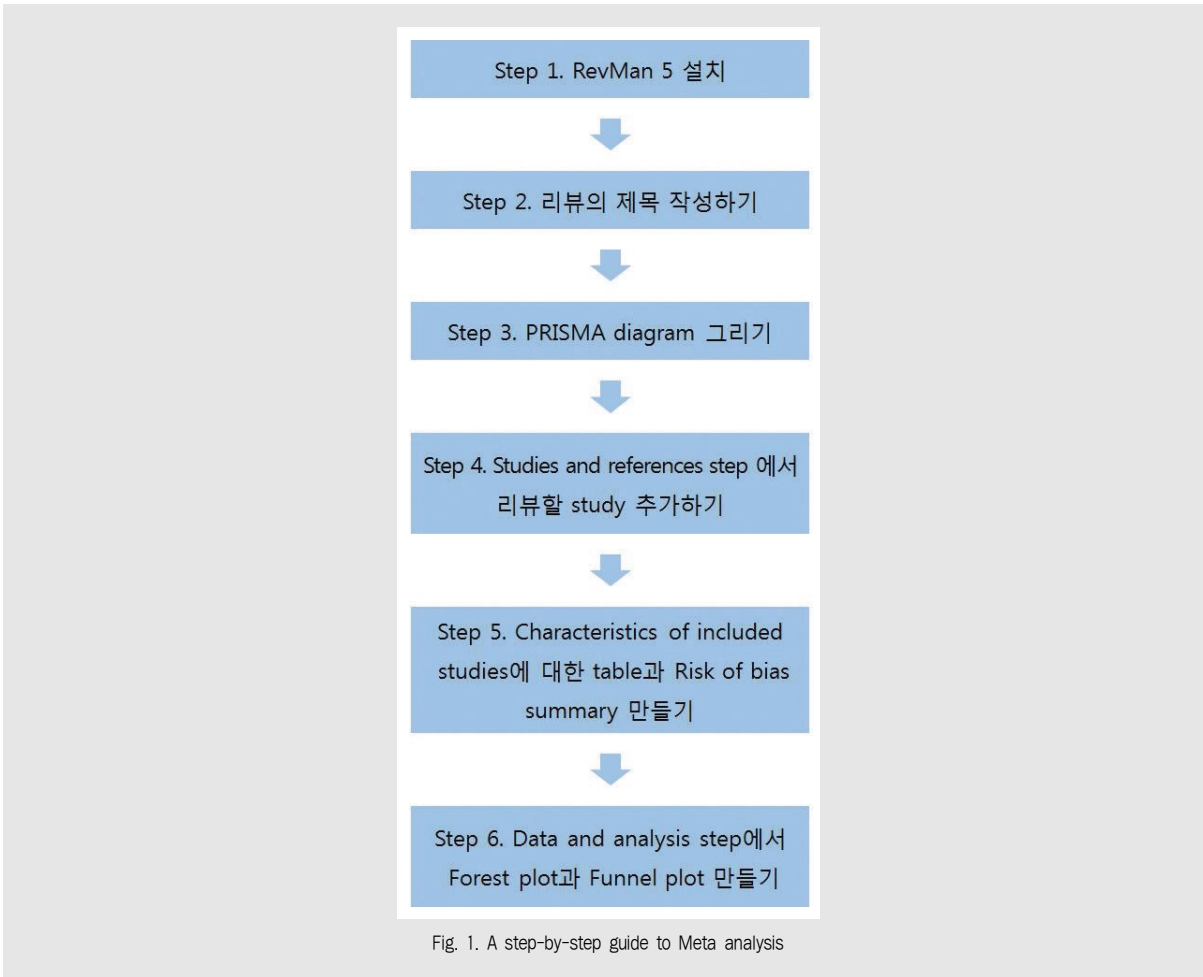 Step 1. RevMan 5 설치
Step 2. 리뷰의 제목 작성하기
Step 3. PRISMA diagram 그리기
Step 4. Studies and references step 에서
리뷰할 study 추가하기
Step 5. Characteristics of included
studies에 대한 table과 Risk of bias
summary 만들기
Step 6. Data and analysis step에서
Forest plot과 Funnel plot 만들기
Fig. 1. A step-by-step guide to Meta analysis